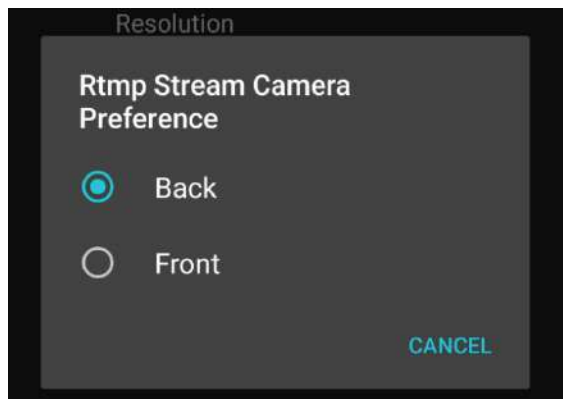 Resolution
Rtmp Stream Camera
Preference
Back
Front
CANCEL